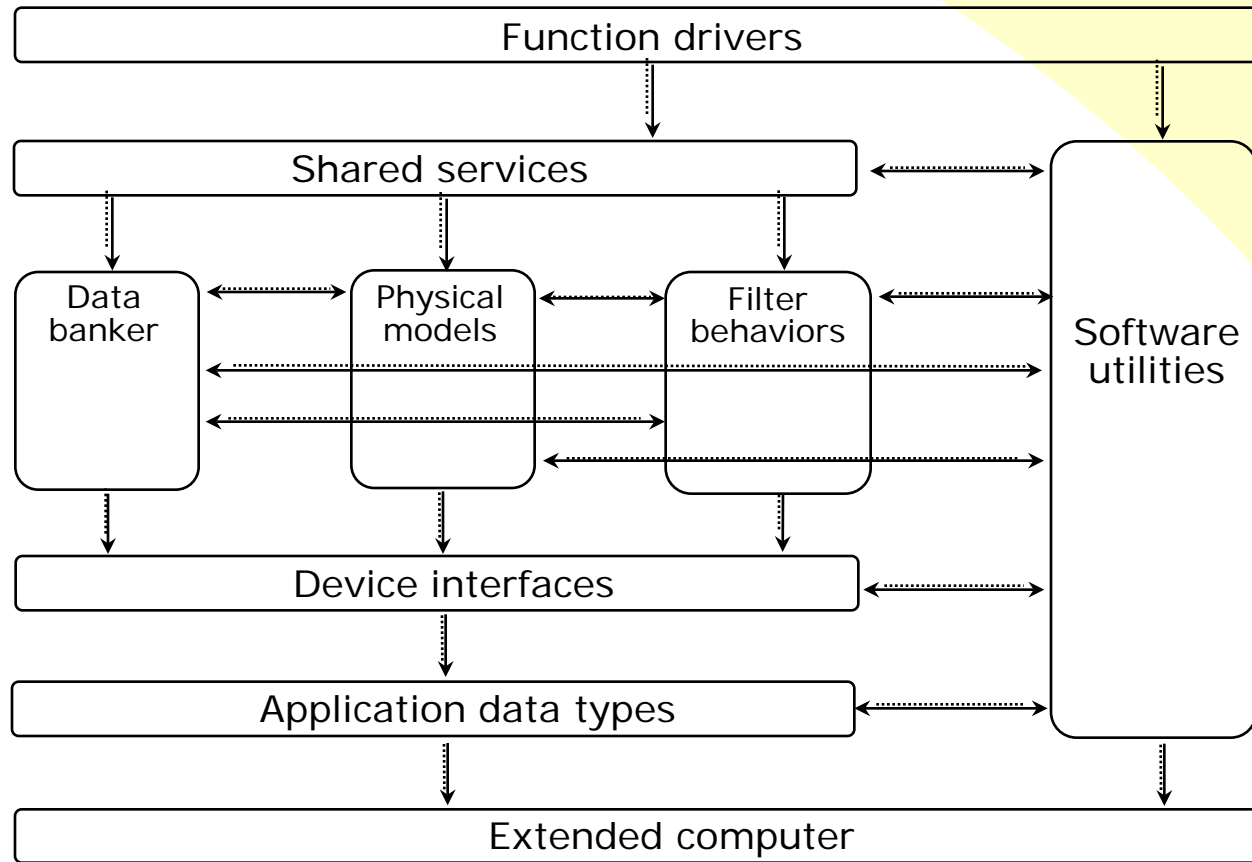 Function drivers
Shared services
Data
banker
Physical
models
Filter
behaviors
Software
utilities
Device interfaces
Application data types
Extended computer